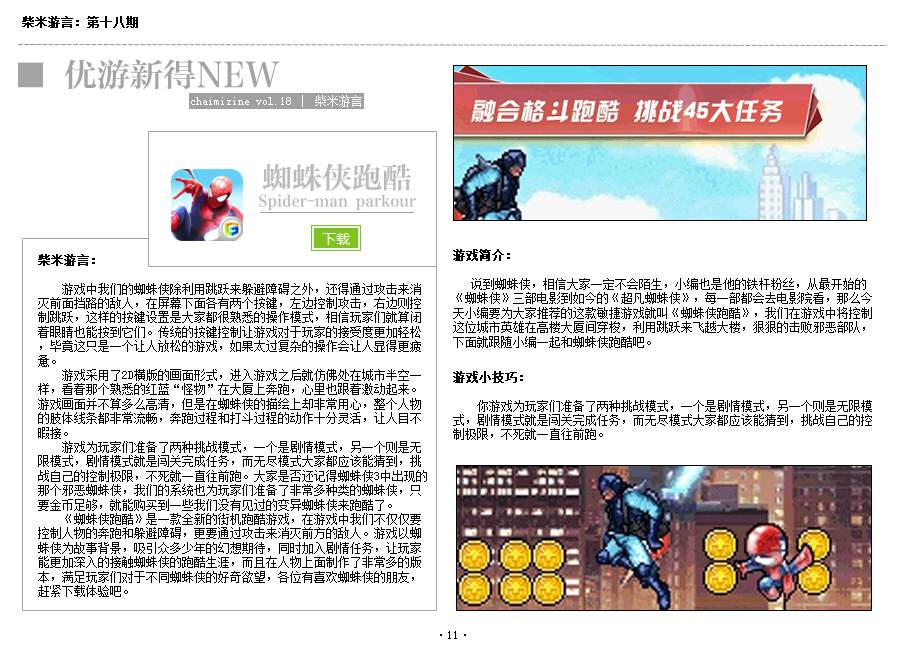 柴米游言：第十八期
优游新得NEW
chaimizine vol.18 | 柴米游言
蜘蛛侠跑酷
Spider-man parkour
下载
柴米游言：
游戏中我们的蜘蛛侠除利用跳跃来躲避障碍之外，还得通过攻击来消
灭前面挡路的敌人，在屏幕下面各有两个按键，左边控制攻击，右边则控
制跳跃，这样的按键设置是大家都很熟悉的操作模式，相信玩家们就算闭
着眼睛也能按到它们。传统的按键控制让游戏对于玩家的接受度更加轻松
，毕竟这只是一个让人放松的游戏，如果太过复杂的操作会让人显得更疲
惫。
游戏采用了2D横版的画面形式，进入游戏之后就仿佛处在城市半空一
样，看着那个熟悉的红蓝“怪物”在大厦上奔跑，心里也跟着激动起来。
游戏画面并不算多么高清，但是在蜘蛛侠的描绘上却非常用心，整个人物
的肢体线条都非常流畅，奔跑过程和打斗过程的动作十分灵活，让人目不
暇接。
游戏为玩家们准备了两种挑战模式，一个是剧情模式，另一个则是无
限模式，剧情模式就是闯关完成任务，而无尽模式大家都应该能猜到，挑
战自己的控制极限，不死就一直往前跑。大家是否还记得蜘蛛侠3中出现的
那个邪恶蜘蛛侠，我们的系统也为玩家们准备了非常多种类的蜘蛛侠，只
要金币足够，就能购买到一些我们没有见过的变异蜘蛛侠来跑酷了。
《蜘蛛侠跑酷》是一款全新的街机跑酷游戏，在游戏中我们不仅仅要
控制人物的奔跑和躲避障碍，更要通过攻击来消灭前方的敌人。游戏以蜘
蛛侠为故事背景，吸引众多少年的幻想期待，同时加入剧情任务，让玩家
能更加深入的接触蜘蛛侠的跑酷生涯，而且在人物上面制作了非常多的版
本，满足玩家们对于不同蜘蛛侠的好奇欲望，各位有喜欢蜘蛛侠的朋友，
赶紧下载体验吧。
融合格斗跑酷 挑战45大任务
游戏简介：
说到蜘蛛侠，相信大家一定不会陌生，小编也是他的铁杆粉丝，从最开始的
《蜘蛛侠》三部电影到如今的《超凡蜘蛛侠》，每一部都会去电影院看，那么今
天小编要为大家推荐的这款敏捷游戏就叫《蜘蛛侠跑酷》，我们在游戏中将控制
这位城市英雄在高楼大厦间穿梭，利用跳跃来飞越大楼，狠狠的击败邪恶部队，
下面就跟随小编一起和蜘蛛侠跑酷吧。
游戏小技巧：
你游戏为玩家们准备了两种挑战模式，一个是剧情模式，另一个则是无限模
式，剧情模式就是闯关完成任务，而无尽模式大家都应该能猜到，挑战自己的控
制极限，不死就一直往前跑。
·11·